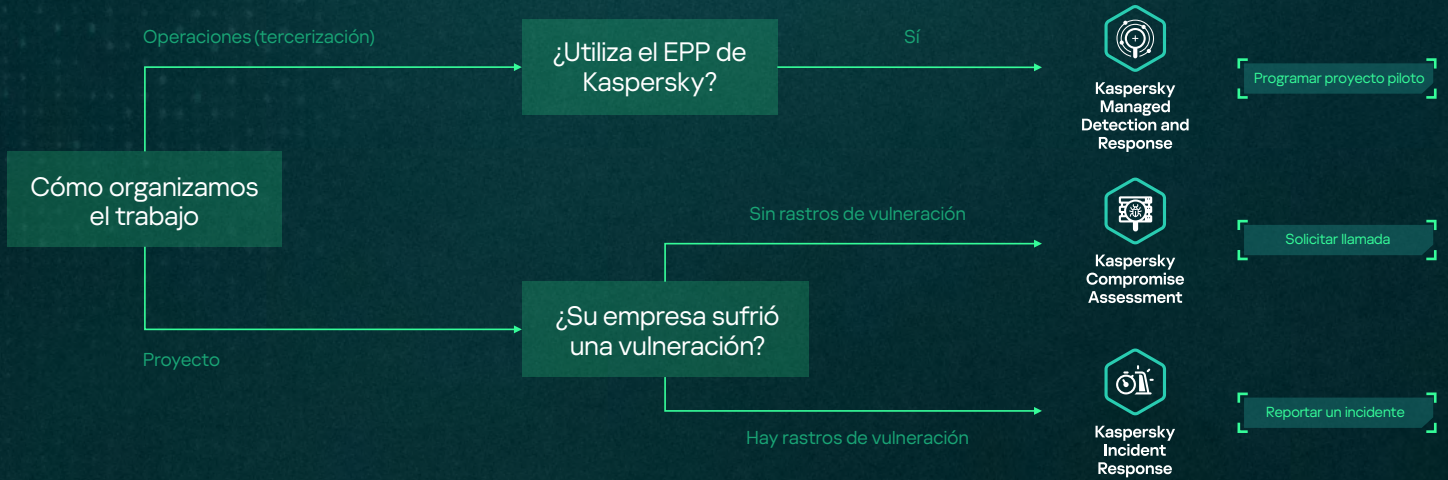 Operaciones (tercerización)
¿Utiliza el EPP de
Kaspersky?
Sí
Kaspersky
Managed
Detection and
Response
Programar proyecto piloto
Cómo organizamos
el trabajo
Sin rastros de vulneración
Kaspersky
Compromise
Assessment
Solicitar llamada
¿Su empresa sufrió
una vulneración?
Proyecto
Hay rastros de vulneración
Kaspersky
Incident
Response
Reportar un incidente